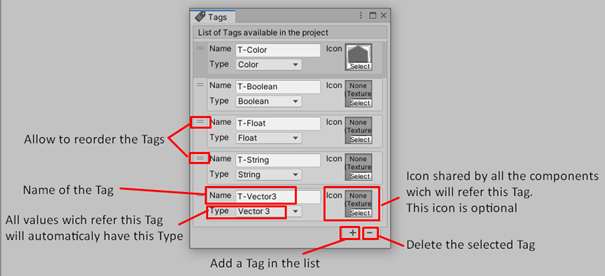 Tags
List of Tags available in the project
Name T-Color Icon
Type Color Select
Name T-Boolean Icon None
(Texture
Type Boolean Select
Name T-Float Icon None
(Texture
Type Float Select
Name T-String Icon None
(Texture
Type String Select
Name T-Vector3 Icon None
(Texture
Type Vector 3 Select
+ −
Allow to reorder the Tags
Name of the Tag
All values wich refer this Tag
will automaticaly have this Type
Add a Tag in the list
Icon shared by all the components
wich will refer this Tag.
This icon is optional
Delete the selected Tag